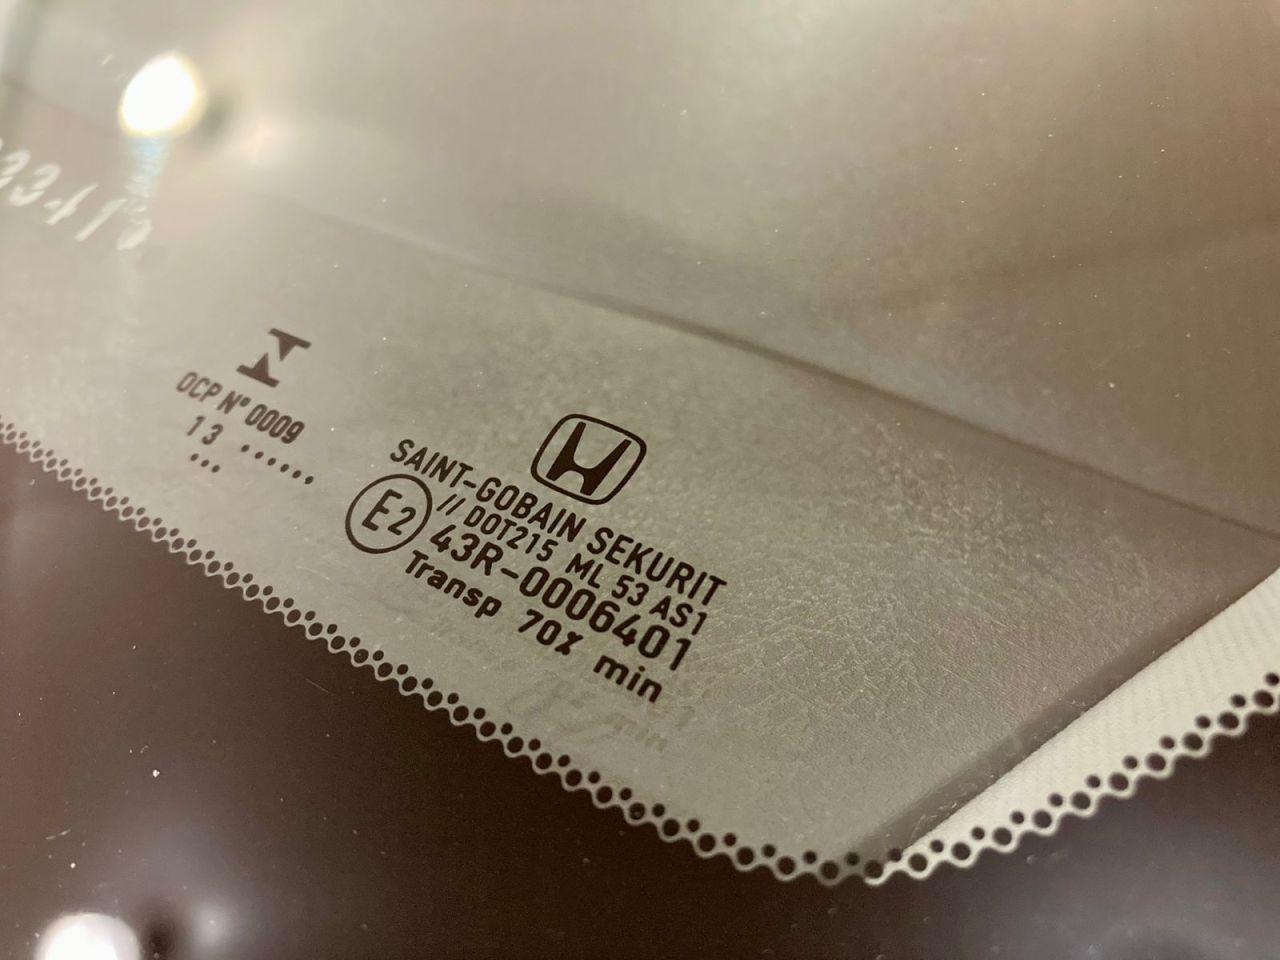 OCP N° 0009
13 ......
...
SAINT-GOBAIN SEKURIT
// DOT215 ML 53 AS1
E2 43R-0006401
Transp 70% min